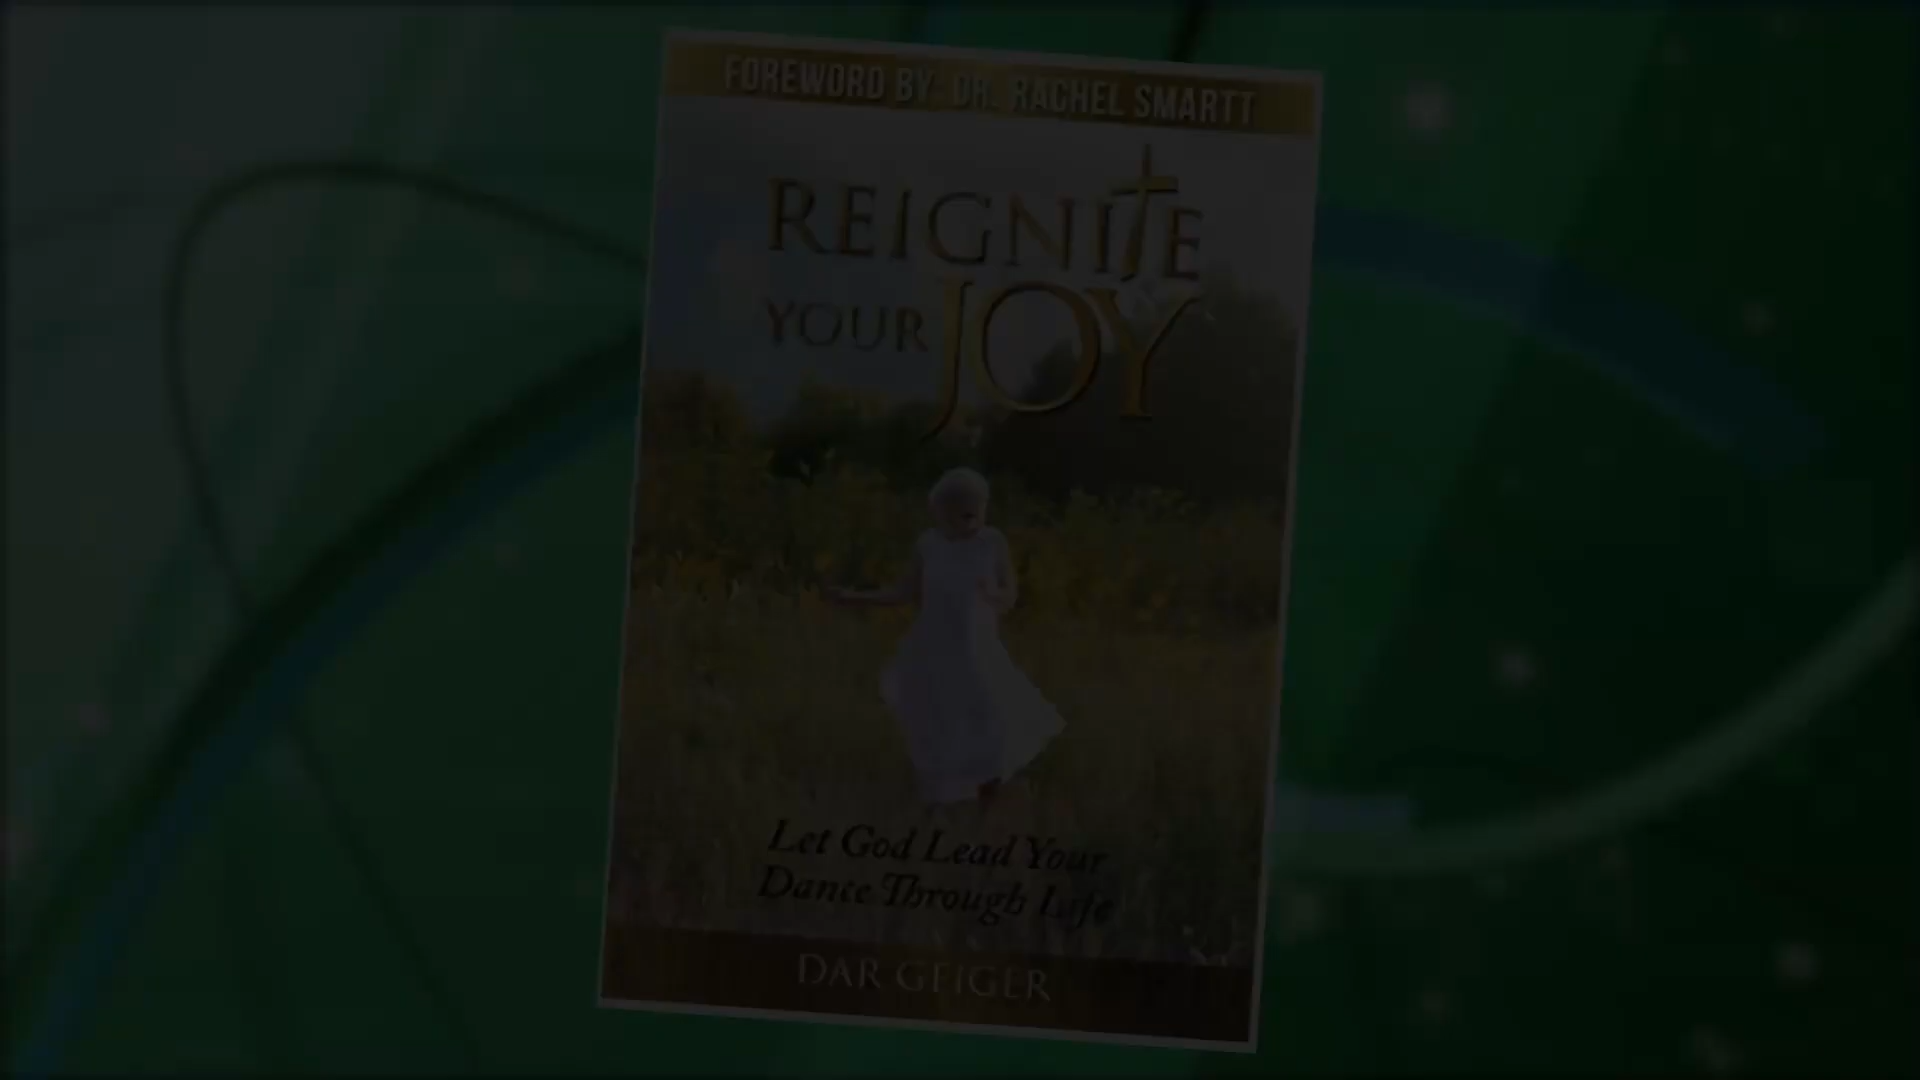 FOREWORD BY: DR. RACHEL SMARTT
REIGNITE
YOUR JOY
Let God Lead Your
Dance Through Life
DAR GEIGER